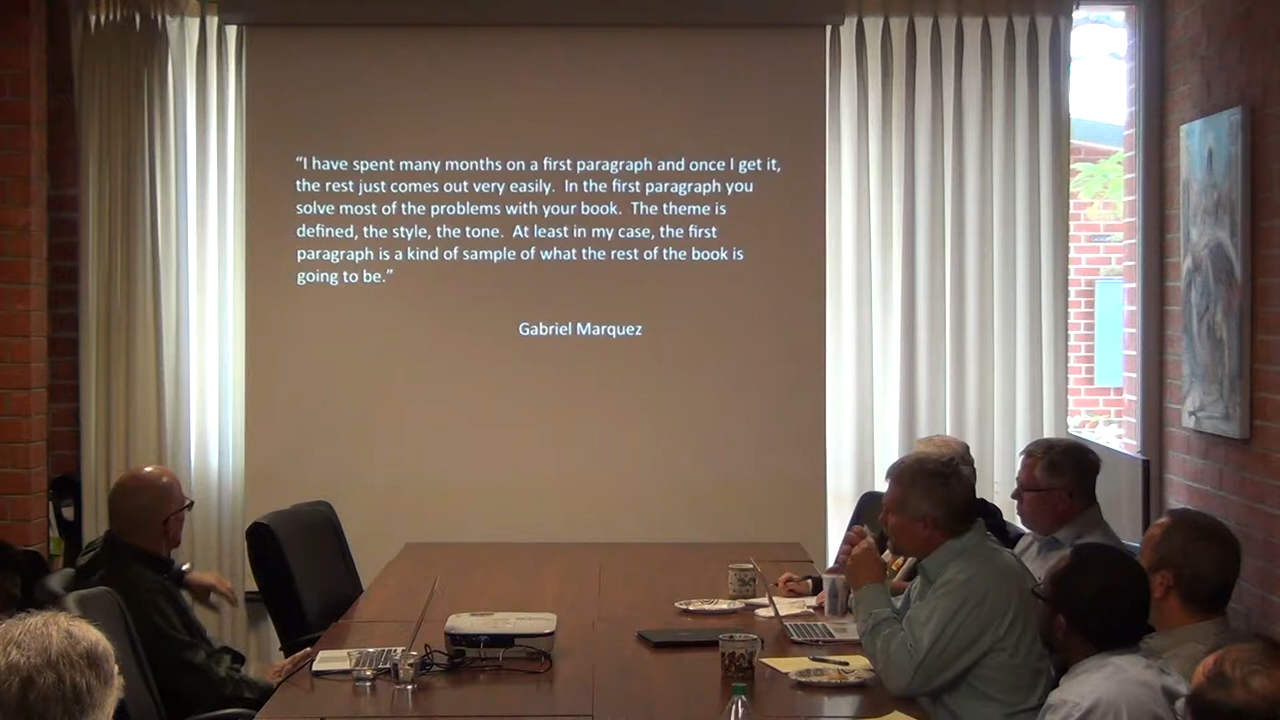 “I have spent many months on a first paragraph and once I get it,
the rest just comes out very easily.  In the first paragraph you
solve most of the problems with your book.  The theme is
defined, the style, the tone.  At least in my case, the first
paragraph is a kind of sample of what the rest of the book is
going to be.”
Gabriel Marquez